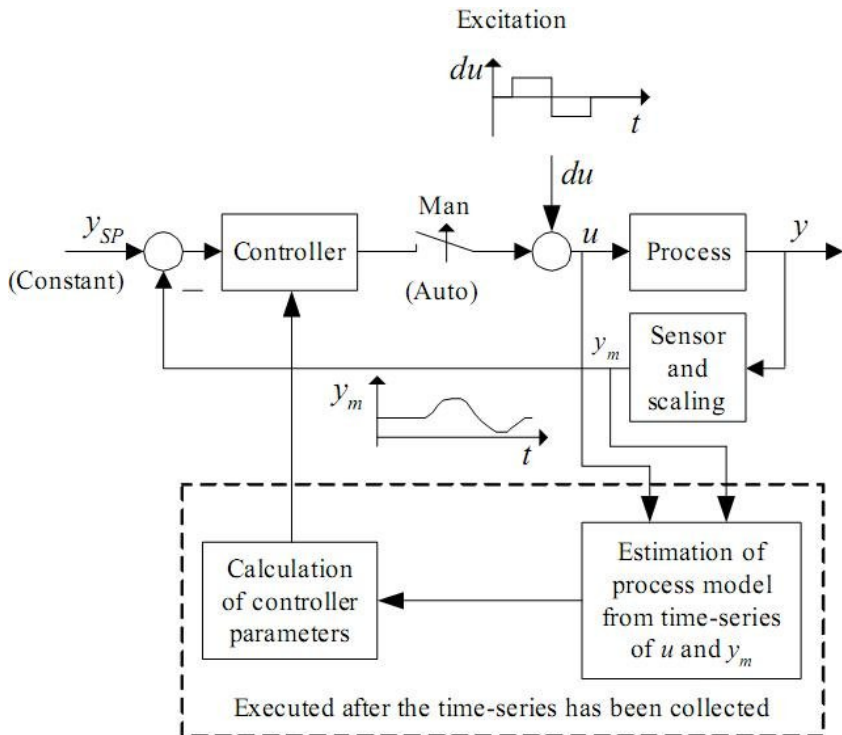 Excitation
du
t
du
Man
y_SP
Controller
u
Process
y
(Constant)
(Auto)
y_m
Sensor
and
scaling
y_m
t
Calculation
of controller
parameters
Estimation of
process model
from time-series
of u and y_m
Executed after the time-series has been collected